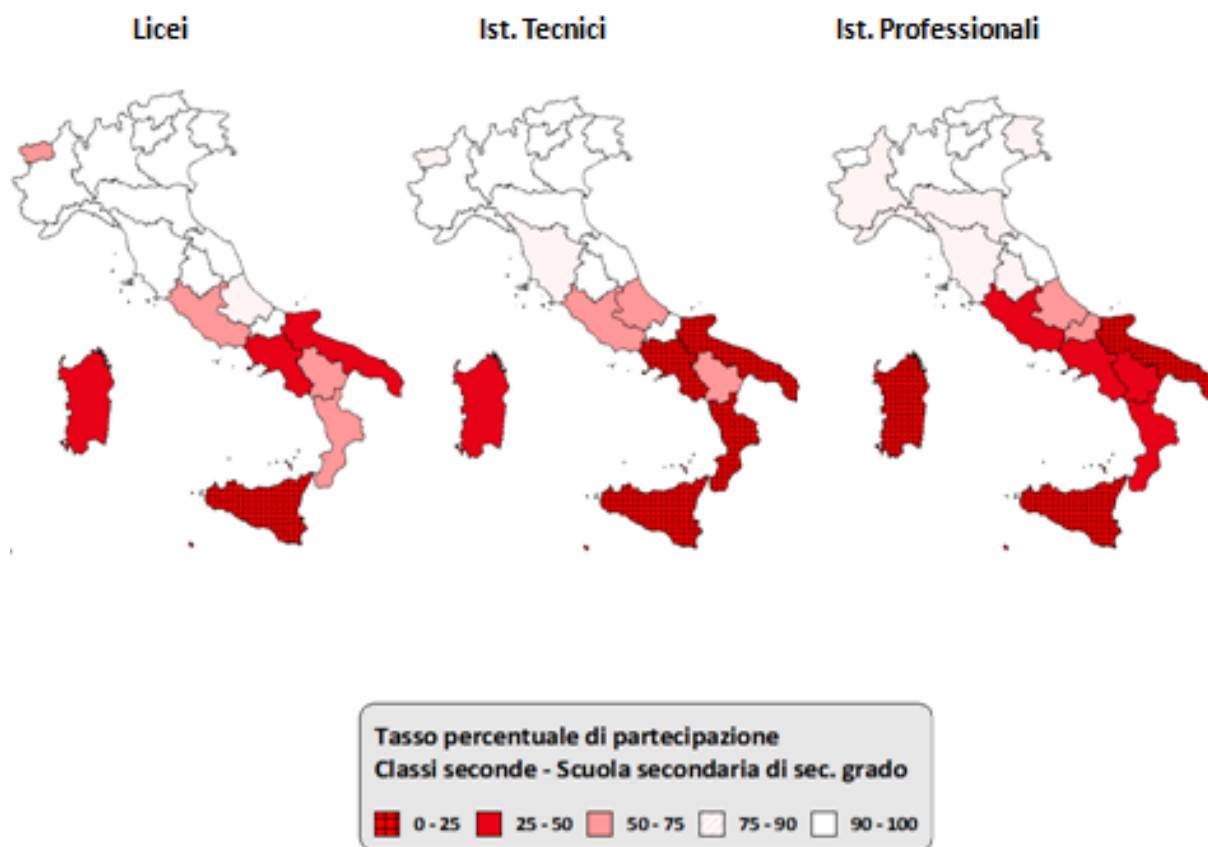 Licei
Ist. Tecnici
Ist. Professionali
Tasso percentuale di partecipazione
Classi seconde - Scuola secondaria di sec. grado
0 - 25
25 - 50
50 - 75
75 - 90
90 - 100